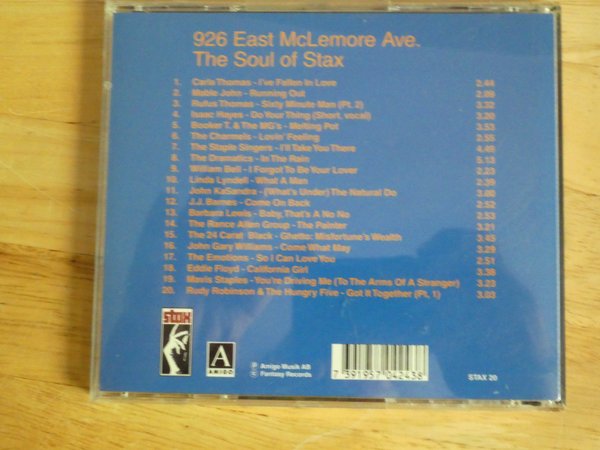 926 East McLemore Ave.
The Soul of Stax
1. Carla Thomas - I've Fallen In Love 2.44
2. Mable John - Running Out 2.09
3. Rufus Thomas - Sixty Minute Man (Pt. 2) 3.32
4. Isaac Hayes - Do Your Thing (Short, vocal) 3.20
5. Booker T. & The MG's - Melting Pot 3.53
6. The Charmels - Lovin' Feeling 2.55
7. The Staple Singers - I'll Take You There 4.49
8. The Dramatics - In The Rain 5.13
9. William Bell - I Forgot To Be Your Lover 2.23
10. Linda Lyndell - What A Man 2.39
11. John KaSandra - (What's Under) The Natural Do
12. J.J. Barnes - Come On Back 2.52
13. Barbara Lewis - Baby, That's A No No 2.53
14. The Rance Allen Group - The Painter 2.51
15. The 24 Carat Black - Ghetto: Misfortune's Wealth 3.45
16. John Gary Williams - Come What May 3.29
17. The Emotions - So I Can Love You 2.51
18. Eddie Floyd - California Girl 3.38
19. Mavis Staples - You're Driving Me (To The Arms Of A Stranger) 3.23
20. Rudy Robinson & The Hungry Five - Got It Together (Pt. 1) 3.03
stax
A
AMIGO
℗ Amigo Musik AB
© Fantasy Records
7 391957 042438
STAX 20